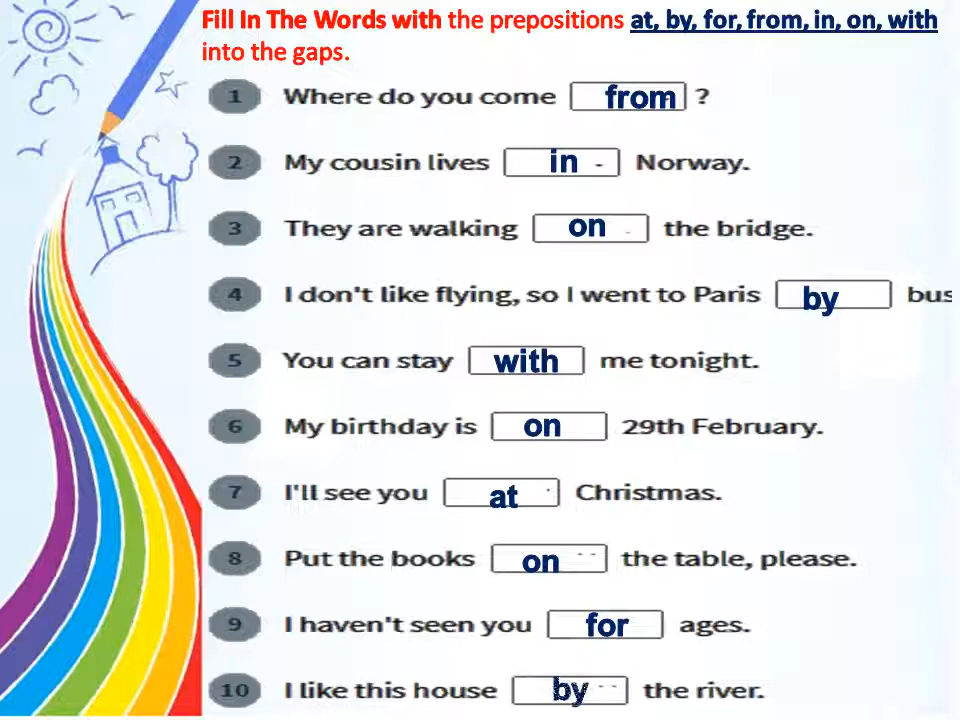 Fill In The Words with the prepositions at, by, for, from, in, on, with
into the gaps.
1 Where do you come from ?
2 My cousin lives in Norway.
3 They are walking on the bridge.
4 I don't like flying, so I went to Paris by bus
5 You can stay with me tonight.
6 My birthday is on 29th February.
7 I'll see you at Christmas.
8 Put the books on the table, please.
9 I haven't seen you for ages.
10 I like this house by the river.